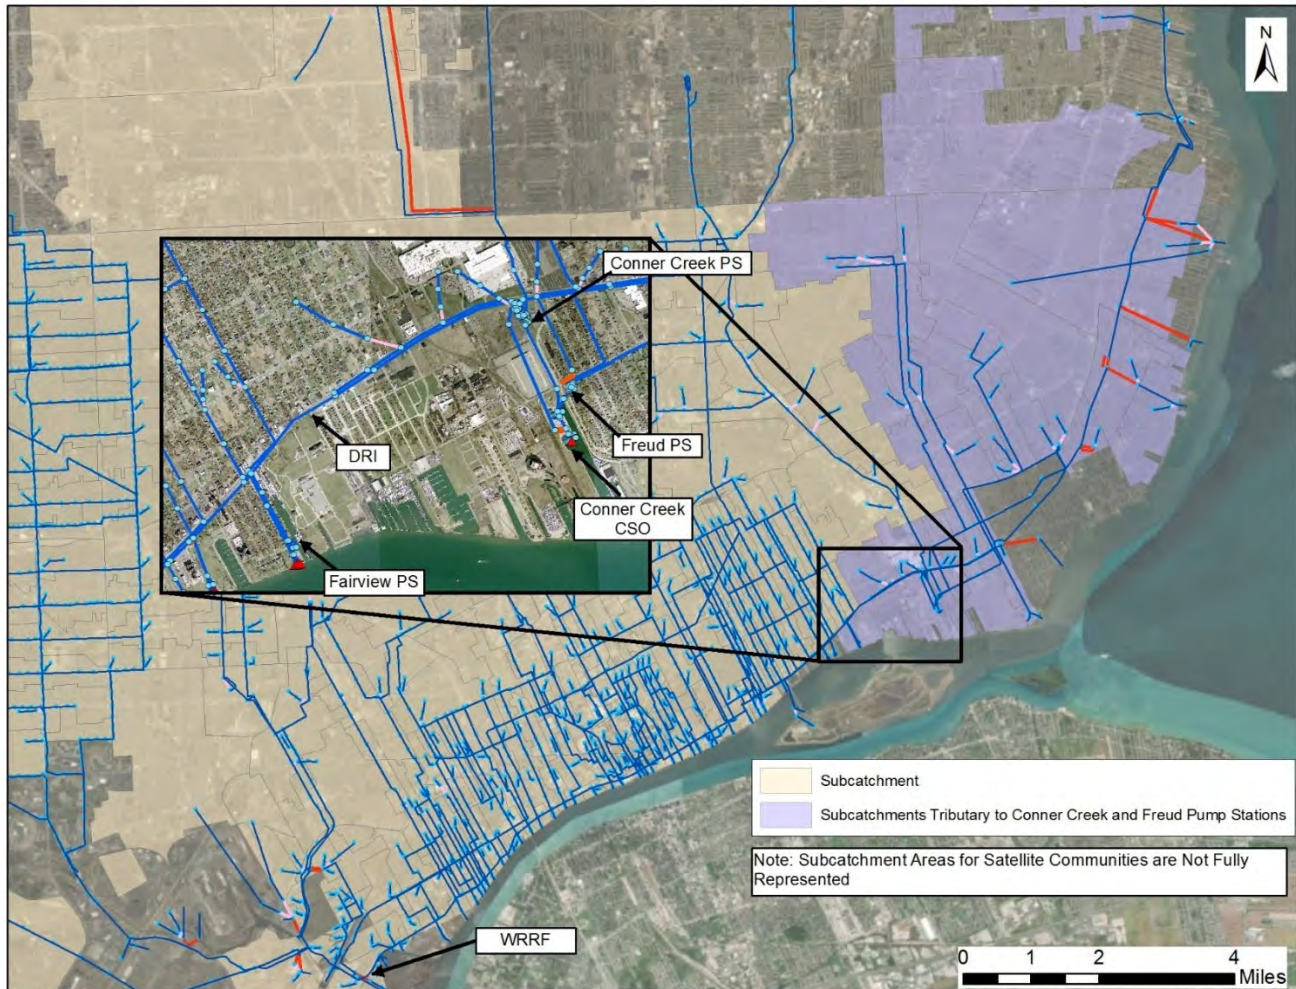 N
Conner Creek PS
DRI
Freud PS
Conner Creek
CSO
Fairview PS
Subcatchment
Subcatchments Tributary to Conner Creek and Freud Pump Stations
Note: Subcatchment Areas for Satellite Communities are Not Fully
Represented
WRRF
0 1 2 4
Miles